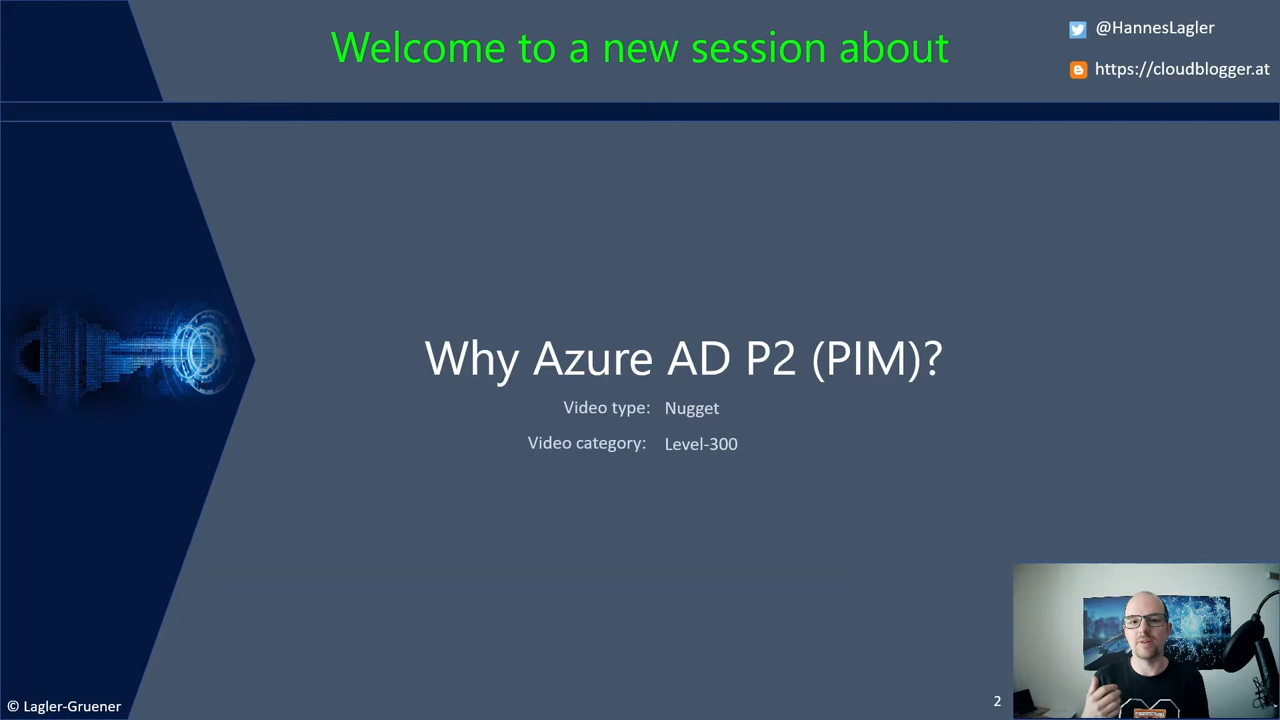 Welcome to a new session about
@HannesLagler
https://cloudblogger.at
Why Azure AD P2 (PIM)?
Video type: Nugget
Video category: Level-300
2
© Lagler-Gruener